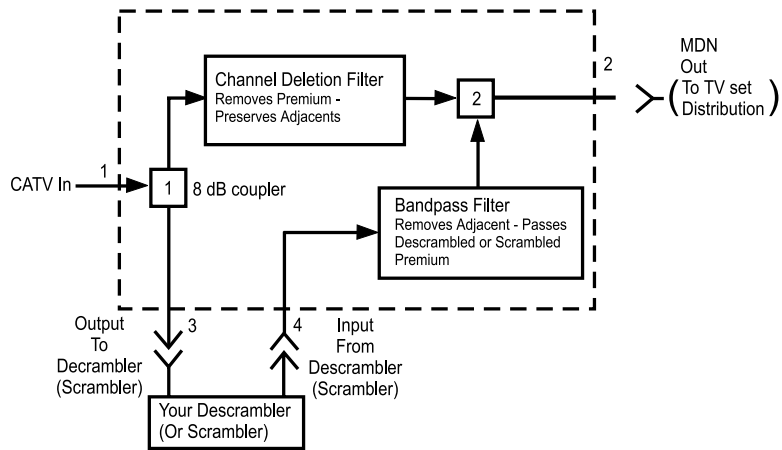 Channel Deletion Filter
Removes Premium -
Preserves Adjacents
2
2
MDN
Out
(To TV set
Distribution)
CATV In
1
1
8 dB coupler
Bandpass Filter
Removes Adjacent - Passes
Descrambled or Scrambled
Premium
Output
To
Decrambler
(Scrambler)
3
4
Input
From
Descrambler
(Scrambler)
Your Descrambler
(Or Scrambler)